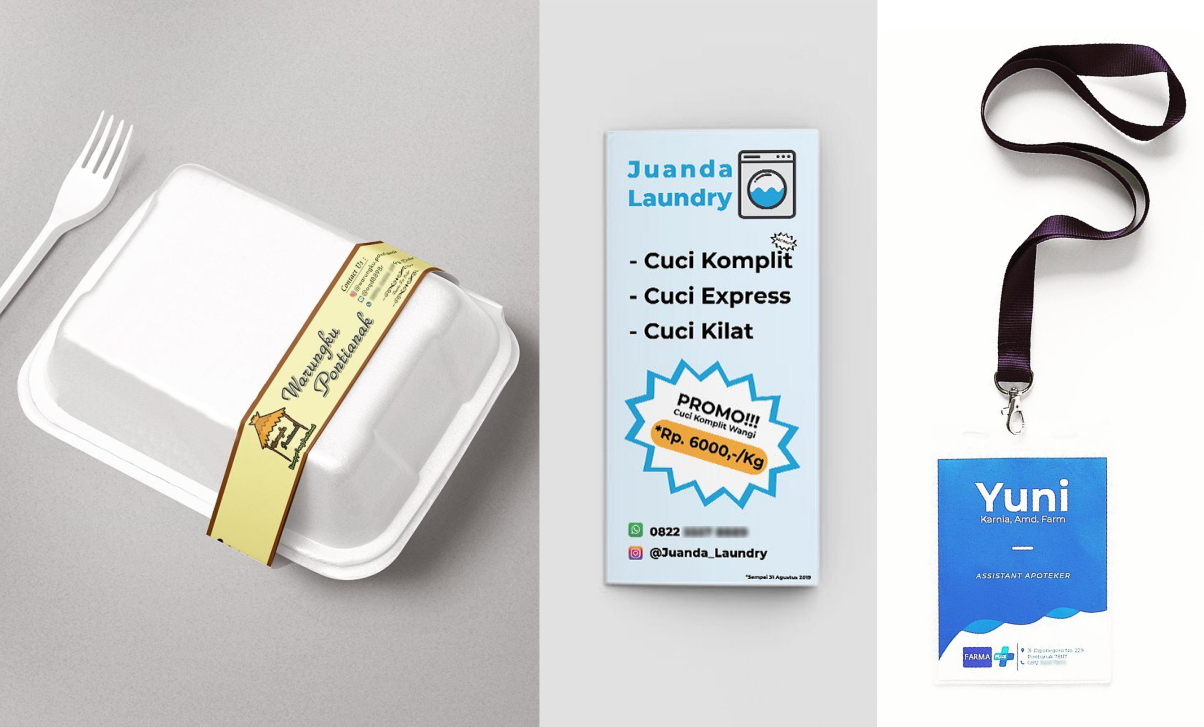 Contact Us :
Warungku
Pontianak
Juanda
Laundry
- Cuci Komplit
- Cuci Express
- Cuci Kilat
PROMO!!!
Cuci Komplit Wangi
*Rp. 6000,-/Kg
0822
@Juanda_Laundry
*Sampai 31 Agustus 2019
Yuni
Karnia, Amd. Farm
ASSISTANT APOTEKER
FARMA
Pontianak